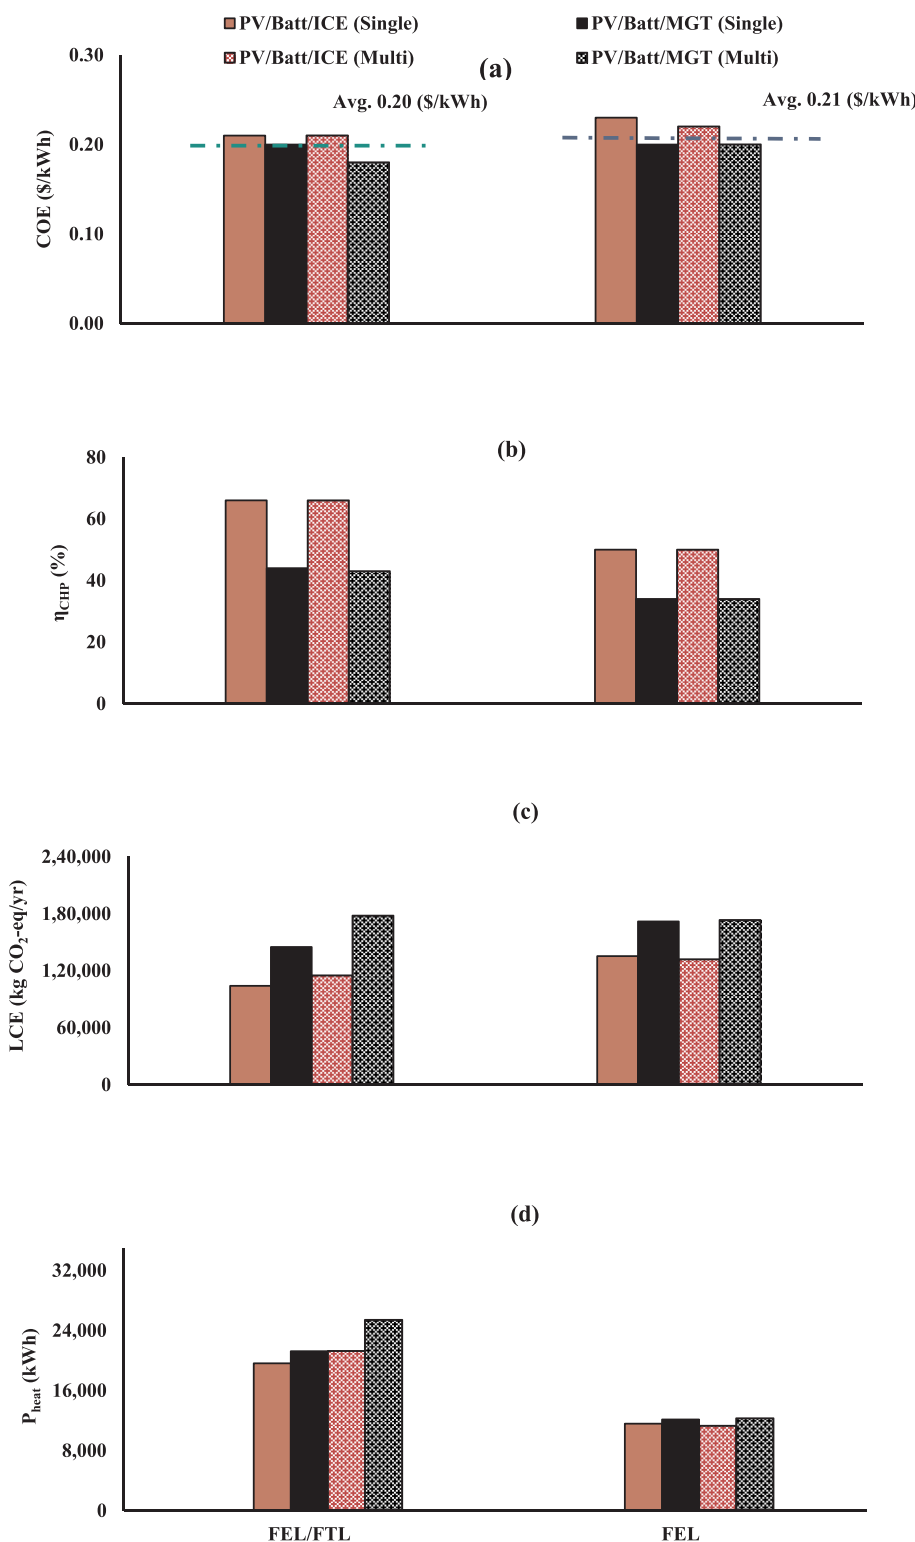 PV/Batt/ICE (Single) PV/Batt/MGT (Single)
PV/Batt/ICE (Multi) PV/Batt/MGT (Multi)
(a)
Avg. 0.20 ($/kWh) Avg. 0.21 ($/kWh)
COE ($/kWh)
0.30
0.20
0.10
0.00
(b)
ηCHP (%)
80
60
40
20
0
(c)
LCE (kg CO₂-eq/yr)
2,40,000
1,80,000
1,20,000
60,000
0
(d)
Pheat (kWh)
32,000
24,000
16,000
8,000
0
FEL/FTL FEL